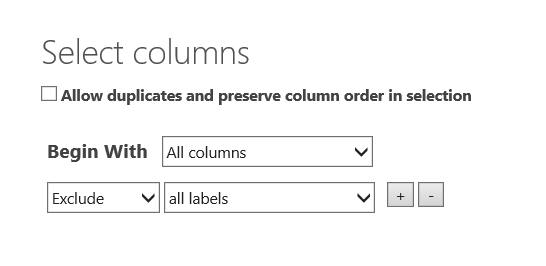 Select columns
Allow duplicates and preserve column order in selection
Begin With All columns
Exclude all labels + -